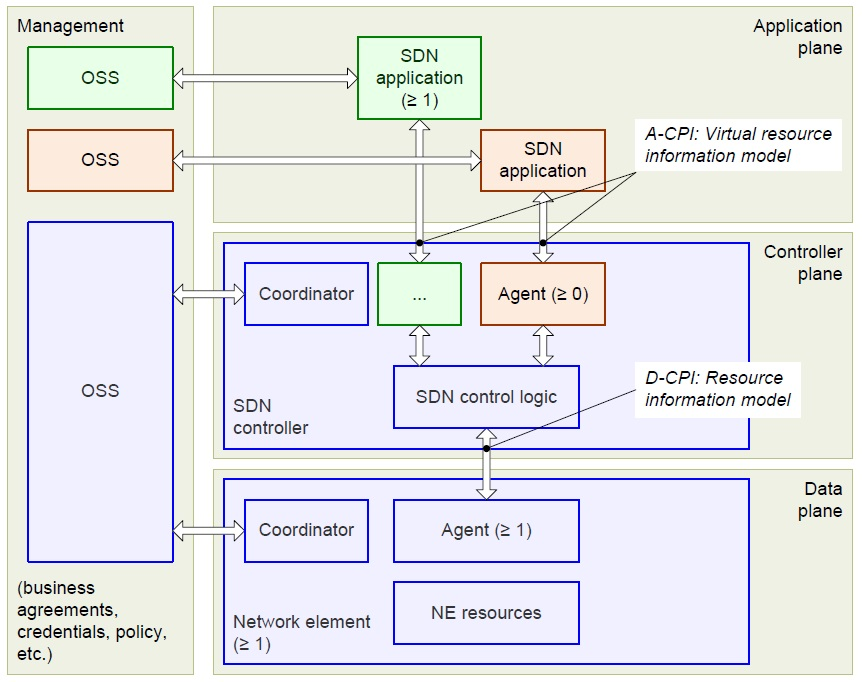 Management
OSS
OSS
OSS
(business
agreements,
credentials, policy,
etc.)
Application
plane
SDN
application
(≥ 1)
SDN
application
A-CPI: Virtual resource
information model
Controller
plane
Coordinator
...
Agent (≥ 0)
SDN control logic
SDN
controller
D-CPI: Resource
information model
Data
plane
Coordinator
Agent (≥ 1)
NE resources
Network element
(≥ 1)